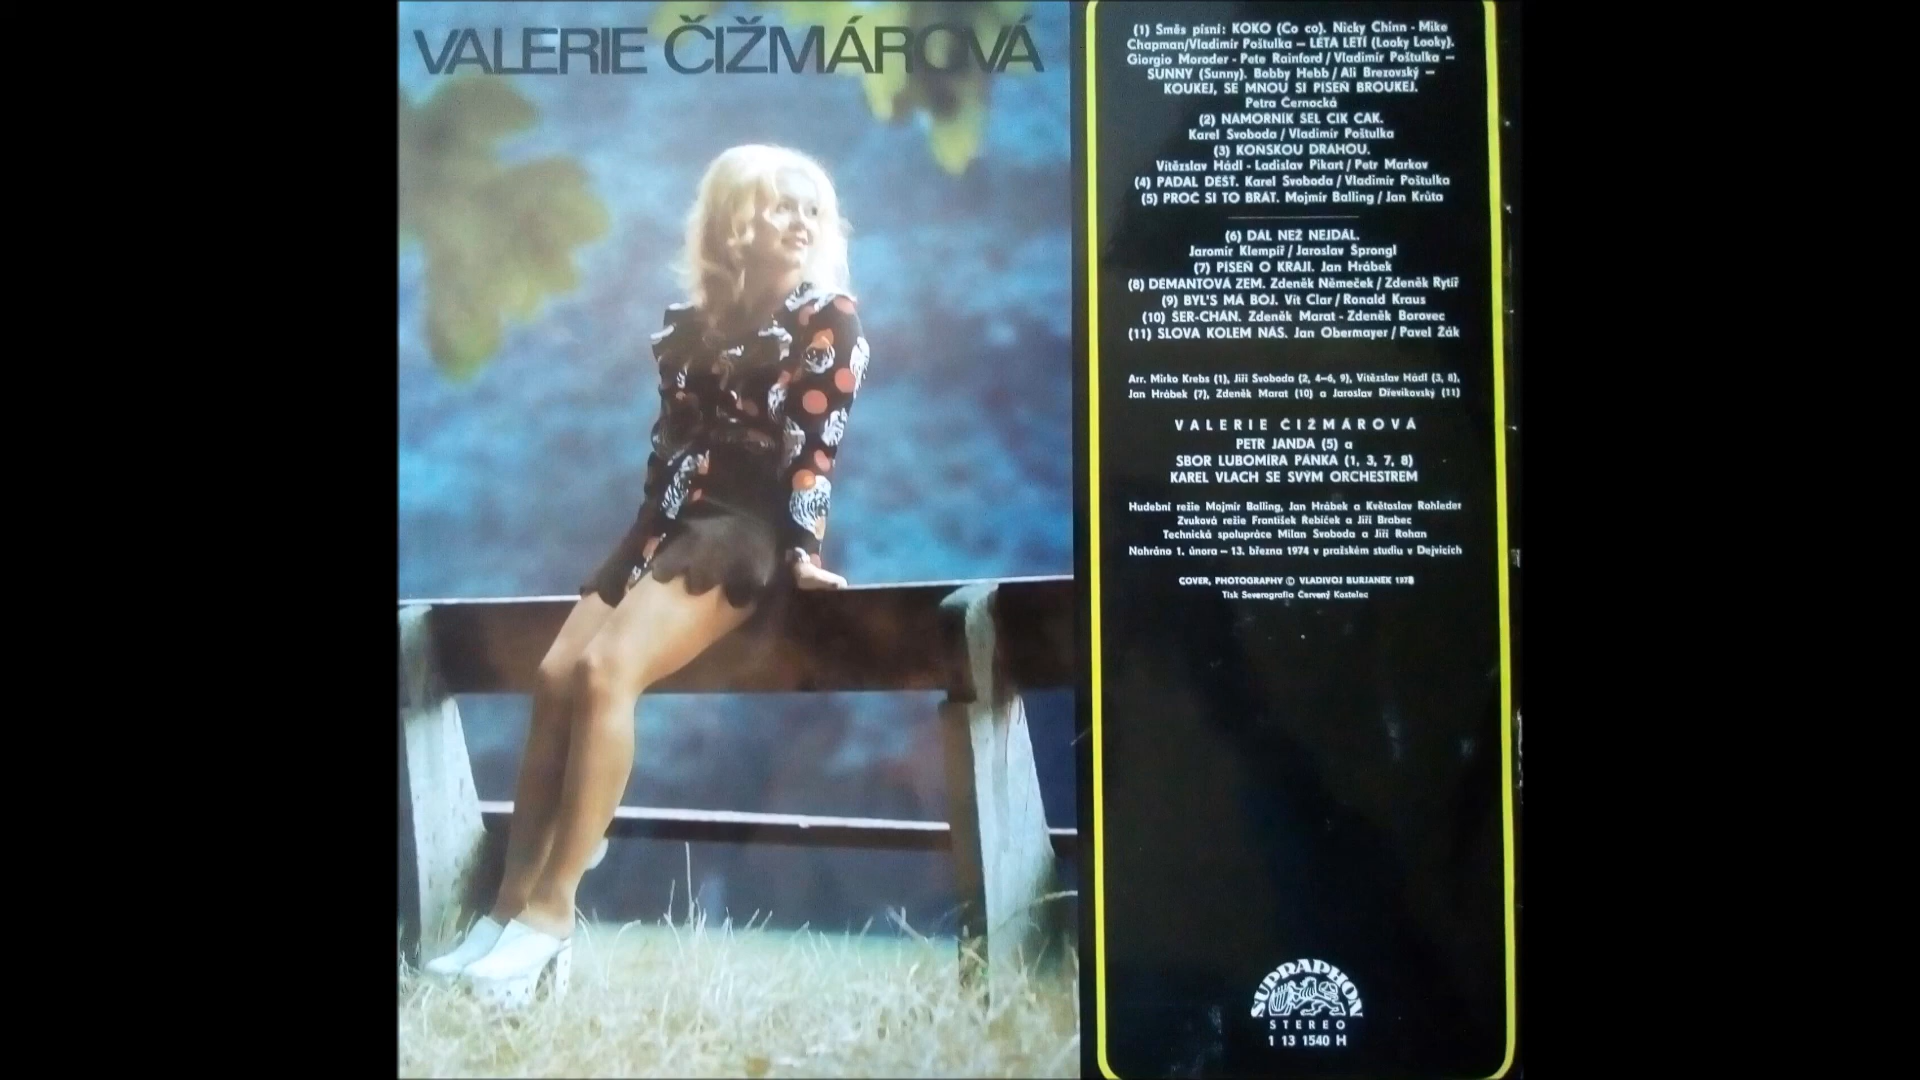 VALERIE ČIŽMÁROVÁ
(1) Směs písní: KOKO (Co co). Nicky Chinn - Mike
Chapman/Vladimír Poštulka – LÉTA LETÍ (Looky Looky).
Giorgio Moroder - Pete Rainford / Vladimír Poštulka –
SUNNY (Sunny). Bobby Hebb / Ali Brezovský –
KOUKEJ, SE MNOU SI PÍSEŇ BROUKEJ.
Petra Černocká
(2) NÁMOŘNÍK ŠEL CIK CAK.
Karel Svoboda / Vladimír Poštulka
(3) KOŇSKOU DRÁHOU.
Vítězslav Hádl - Ladislav Pikart / Petr Markov
(4) PADAL DÉŠŤ. Karel Svoboda / Vladimír Poštulka
(5) PROČ SI TO BRÁT. Mojmír Balling / Jan Krůta
(6) DÁL NEŽ NEJDÁL.
Jaromír Klempíř / Jaroslav Šprongl
(7) PÍSEŇ O KRAJI. Jan Hrábek
(8) DÉMANTOVÁ ZEM. Zdeněk Němeček / Zdeněk Rytíř
(9) BYL'S MÁ BÓJ. Vít Clar / Ronald Kraus
(10) ŠÉR-CHÁN. Zdeněk Marat - Zdeněk Borovec
(11) SLOVA KOLEM NÁS. Jan Obermayer / Pavel Žák
Arr. Mirko Krebs (1), Jiří Svoboda (2, 4–6, 9), Vítězslav Hádl (3, 8),
Jan Hrábek (7), Zdeněk Marat (10) a Jaroslav Dřevikovský (11)
VALERIE ČIŽMÁROVÁ
PETR JANDA (5) a
SBOR LUBOMÍRA PÁNKA (1, 3, 7, 8)
KAREL VLACH SE SVÝM ORCHESTREM
Hudební režie Mojmír Balling, Jan Hrábek a Květoslav Rohleder
Zvuková režie František Řebíček a Jiří Brabec
Technická spolupráce Milan Svoboda a Jiří Rohan
Nahráno 1. února – 13. března 1974 v pražském studiu v Dejvicích
COVER, PHOTOGRAPHY © VLADIVOJ BURJANEK
Tisk Severografia Červený Kostelec
SUPRAPHON
STEREO
1 13 1540 H